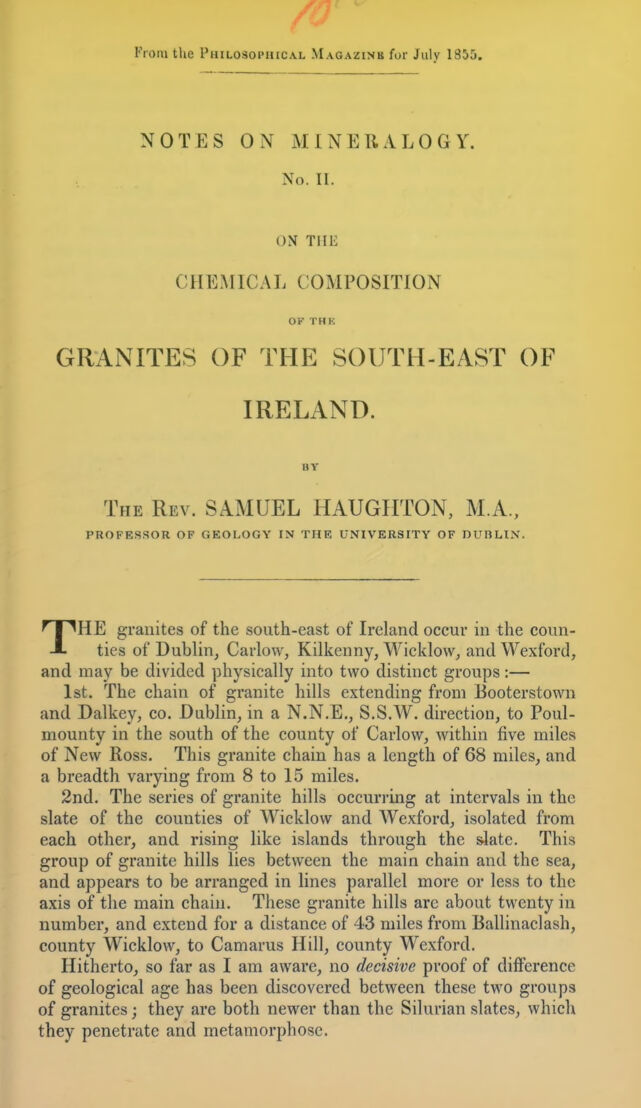 10
From the PHILOSOPHICAL MAGAZINE for July 1855.
NOTES ON MINERALOGY.
No. II.
ON THE
CHEMICAL COMPOSITION
OF THE
GRANITES OF THE SOUTH-EAST OF
IRELAND.
BY
THE REV. SAMUEL HAUGHTON, M.A.,
PROFESSOR OF GEOLOGY IN THE UNIVERSITY OF DUBLIN.
THE granites of the south-east of Ireland occur in the coun-
ties of Dublin, Carlow, Kilkenny, Wicklow, and Wexford,
and may be divided physically into two distinct groups:—
1st. The chain of granite hills extending from Booterstown
and Dalkey, co. Dublin, in a N.N.E., S.S.W. direction, to Poul-
mounty in the south of the county of Carlow, within five miles
of New Ross. This granite chain has a length of 68 miles, and
a breadth varying from 8 to 15 miles.
2nd. The series of granite hills occurring at intervals in the
slate of the counties of Wicklow and Wexford, isolated from
each other, and rising like islands through the slate. This
group of granite hills lies between the main chain and the sea,
and appears to be arranged in lines parallel more or less to the
axis of the main chain. These granite hills are about twenty in
number, and extend for a distance of 43 miles from Ballinaclash,
county Wicklow, to Camarus Hill, county Wexford.
Hitherto, so far as I am aware, no decisive proof of difference
of geological age has been discovered between these two groups
of granites; they are both newer than the Silurian slates, which
they penetrate and metamorphose.